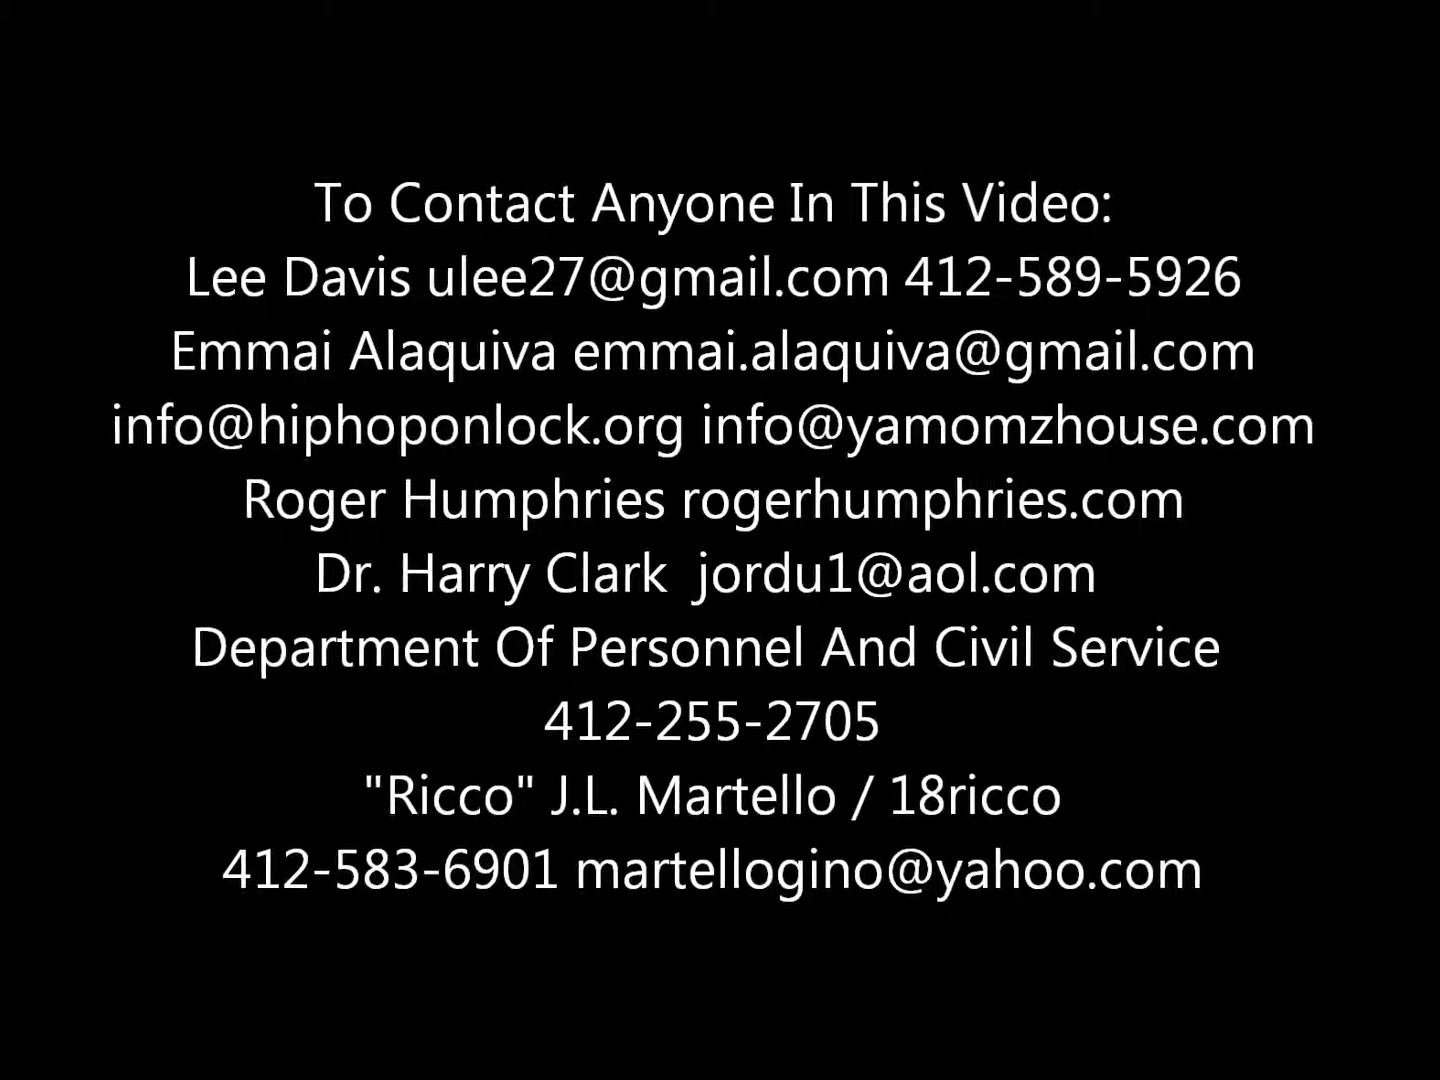 To Contact Anyone In This Video:
Lee Davis ulee27@gmail.com 412-589-5926
Emmai Alaquiva emmai.alaquiva@gmail.com
info@hiphoponlock.org info@yamomzhouse.com
Roger Humphries rogerhumphries.com
Dr. Harry Clark  jordu1@aol.com
Department Of Personnel And Civil Service
412-255-2705
"Ricco" J.L. Martello / 18ricco
412-583-6901 martellogino@yahoo.com